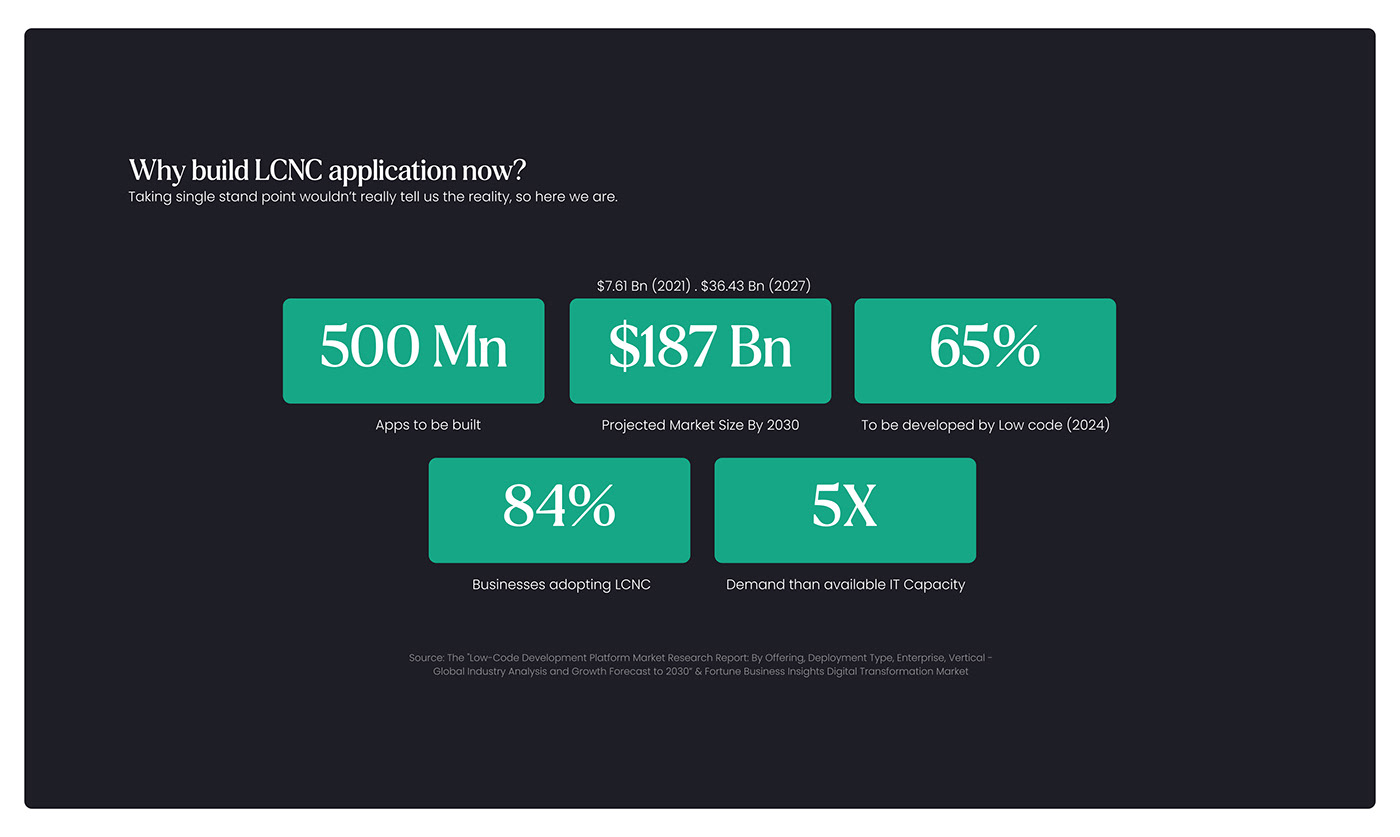 Why build LCNC application now?
Taking single stand point wouldn't really tell us the reality, so here we are.
$7.61 Bn (2021) . $36.43 Bn (2027)
500 Mn
$187 Bn
65%
Apps to be built
Projected Market Size By 2030
To be developed by Low code (2024)
84%
5X
Businesses adopting LCNC
Demand than available IT Capacity
Source: The "Low-Code Development Platform Market Research Report: By Offering, Deployment Type, Enterprise, Vertical -
Global Industry Analysis and Growth Forecast to 2030" & Fortune Business Insights Digital Transformation Market